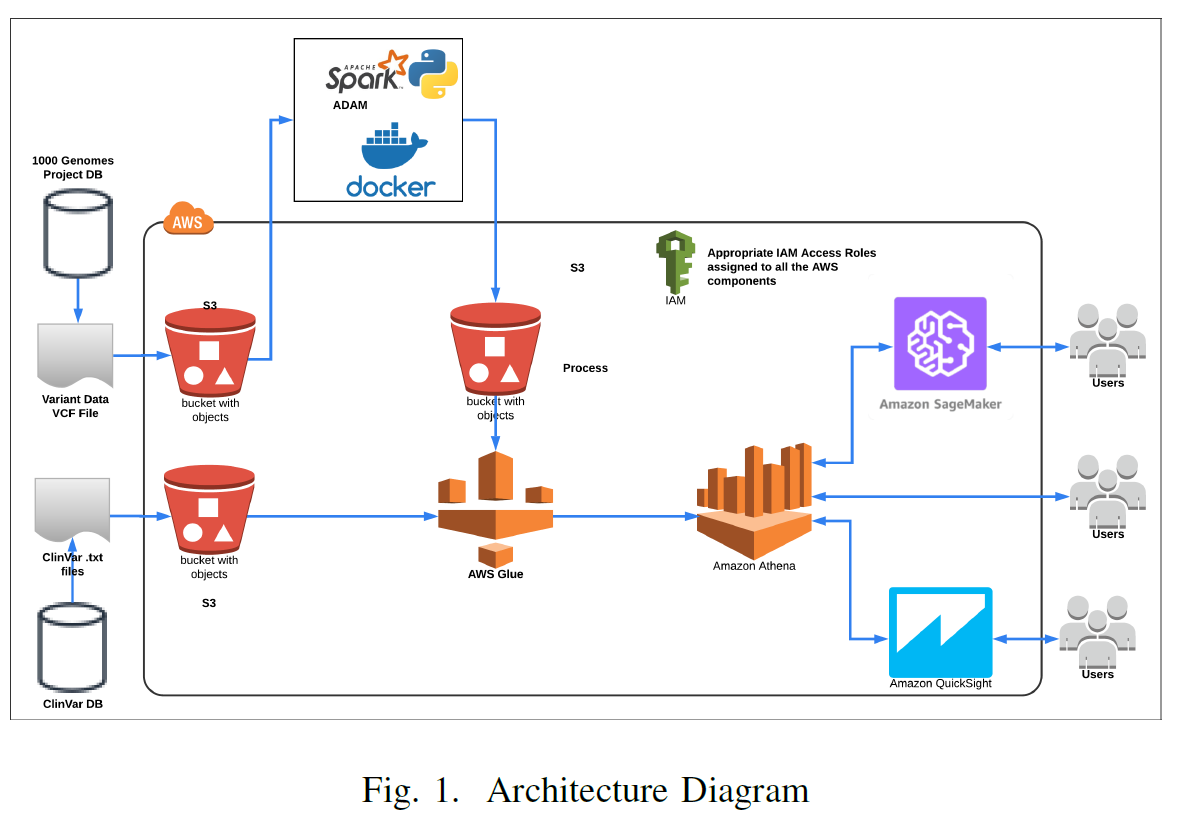 APACHE
Spark
ADAM
docker
1000 Genomes
Project DB
AWS
S3
Appropriate IAM Access Roles
assigned to all the AWS
components
IAM
S3
Variant Data
VCF File
bucket with
objects
bucket with
objects
Process
Amazon SageMaker
Users
ClinVar .txt
files
bucket with
objects
S3
AWS Glue
Amazon Athena
Users
ClinVar DB
Amazon QuickSight
Users
Fig. 1. Architecture Diagram